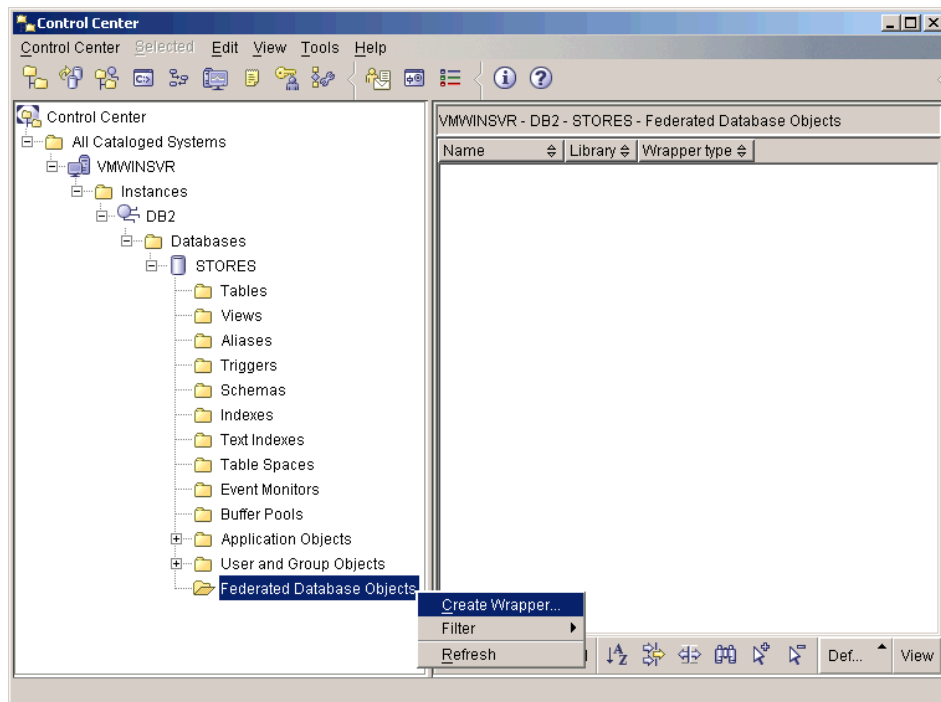 Control Center
Control Center Selected Edit View Tools Help
Control Center
All Cataloged Systems
VMWINSVR
Instances
DB2
Databases
STORES
Tables
Views
Aliases
Triggers
Schemas
Indexes
Text Indexes
Table Spaces
Event Monitors
Buffer Pools
Application Objects
User and Group Objects
Federated Database Objects
VMWINSVR - DB2 - STORES - Federated Database Objects
Name Library Wrapper type
Create Wrapper...
Filter
Refresh
Def... View